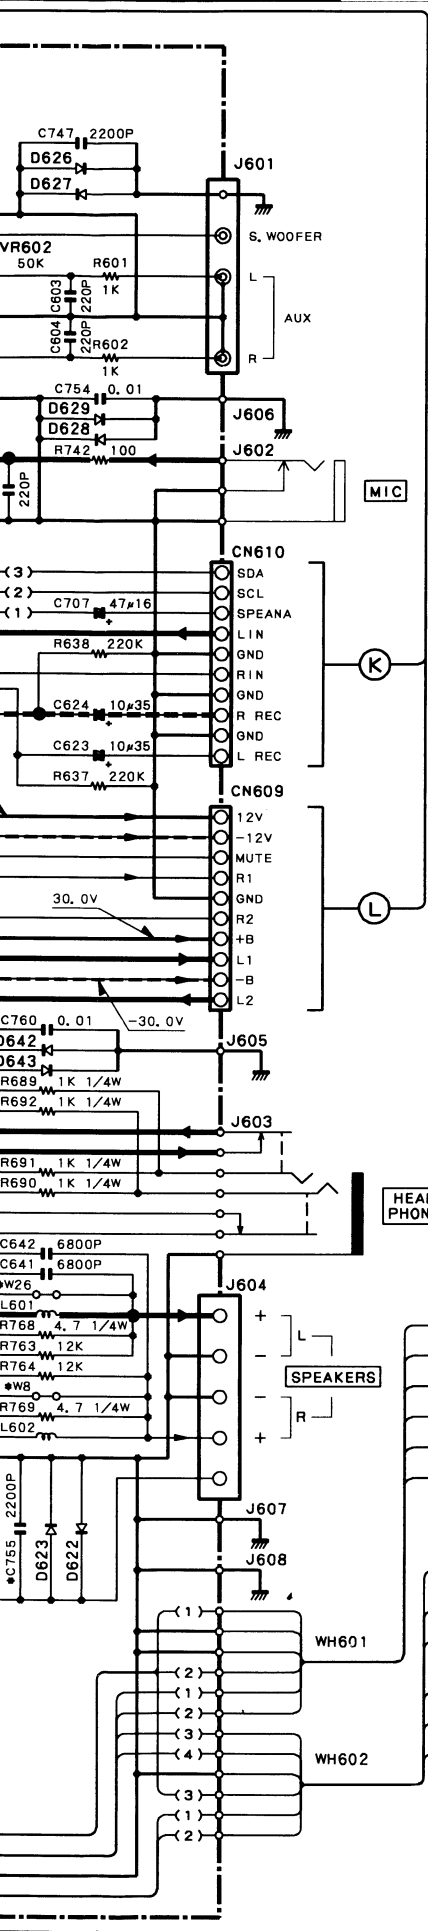 C747 2200P
D626
D627
J601
S. WOOFER
VR602
50K
R601
1K
L
C603
220P
AUX
C604
220P
R602
1K
R
C754 0.01
D629
D628
J606
R742 100
J602
220P
MIC
CN610
(3) SDA
(2) SCL
(1) C707 47μ16 + SPEANA
LIN
R638 220K GND
RIN
K
GND
C624 10μ35 + R REC
GND
C623 10μ35 + L REC
R637 220K
CN609
12V
-12V
MUTE
R1
30.0V GND
L
R2
+B
L1
-B
L2
C760 0.01 -30.0V
D642
J605
D643
R689 1K 1/4W
R692 1K 1/4W
J603
R691 1K 1/4W
R690 1K 1/4W
HEA
PHON
C642 6800P
C641 6800P
*W26
J604
L601
R768 4.7 1/4W
+
L
R763 12K
-
R764 12K
SPEAKERS
*W8
-
R769 4.7 1/4W
R
L602
+
2200P
*C755
D623
D622
J607
J608
(1)
WH601
(2)
(1)
(2)
(3)
(4)
WH602
(3)
(1)
(2)